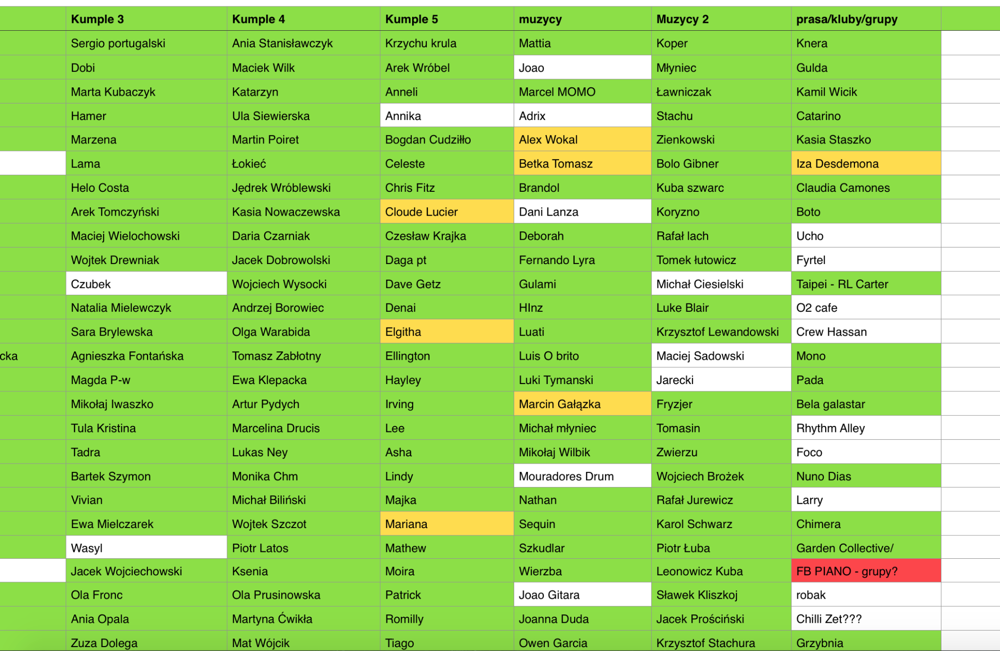 Kumple 3 Kumple 4 Kumple 5 muzycy Muzycy 2 prasa/kluby/grupy
Sergio portugalski Ania Stanisławczyk Krzychu krula Mattia Koper Knera
Dobi Maciek Wilk Arek Wróbel Joao Młyniec Gulda
Marta Kubaczyk Katarzyn Anneli Marcel MOMO Ławniczak Kamil Wicik
Hamer Ula Siewierska Annika Adrix Stachu Catarino
Marzena Martin Poiret Bogdan Cudziłło Alex Wokal Zienkowski Kasia Staszko
Lama Łokieć Celeste Betka Tomasz Bolo Gibner Iza Desdemona
Helo Costa Jędrek Wróblewski Chris Fitz Brandol Kuba szwarc Claudia Camones
Arek Tomczyński Kasia Nowaczewska Cloude Lucier Dani Lanza Koryzno Boto
Maciej Wielochowski Daria Czarniak Czesław Krajka Deborah Rafał lach Ucho
Wojtek Drewniak Jacek Dobrowolski Daga pt Fernando Lyra Tomek łutowicz Fyrtel
Czubek Wojciech Wysocki Dave Getz Gulami Michał Ciesielski Taipei - RL Carter
Natalia Mielewczyk Andrzej Borowiec Denai HInz Luke Blair O2 cafe
Sara Brylewska Olga Warabida Elgitha Luati Krzysztof Lewandowski Crew Hassan
cka Agnieszka Fontańska Tomasz Zabłotny Ellington Luis O brito Maciej Sadowski Mono
Magda P-w Ewa Klepacka Hayley Luki Tymanski Jarecki Pada
Mikołaj Iwaszko Artur Pydych Irving Marcin Gałązka Fryzjer Bela galastar
Tula Kristina Marcelina Drucis Lee Michał młyniec Tomasin Rhythm Alley
Tadra Lukas Ney Asha Mikołaj Wilbik Zwierzu Foco
Bartek Szymon Monika Chm Lindy Mouradores Drum Wojciech Brożek Nuno Dias
Vivian Michał Biliński Majka Nathan Rafał Jurewicz Larry
Ewa Mielczarek Wojtek Szczot Mariana Sequin Karol Schwarz Chimera
Wasyl Piotr Latos Mathew Szkudlar Piotr Łuba Garden Collective/
Jacek Wojciechowski Ksenia Moira Wierzba Leonowicz Kuba FB PIANO - grupy?
Ola Fronc Ola Prusinowska Patrick Joao Gitara Sławek Kliszkoj robak
Ania Opala Martyna Ćwikła Romilly Joanna Duda Jacek Prościński Chilli Zet???
Zuza Dolega Mat Wójcik Tiago Owen Garcia Krzysztof Stachura Grzybnia